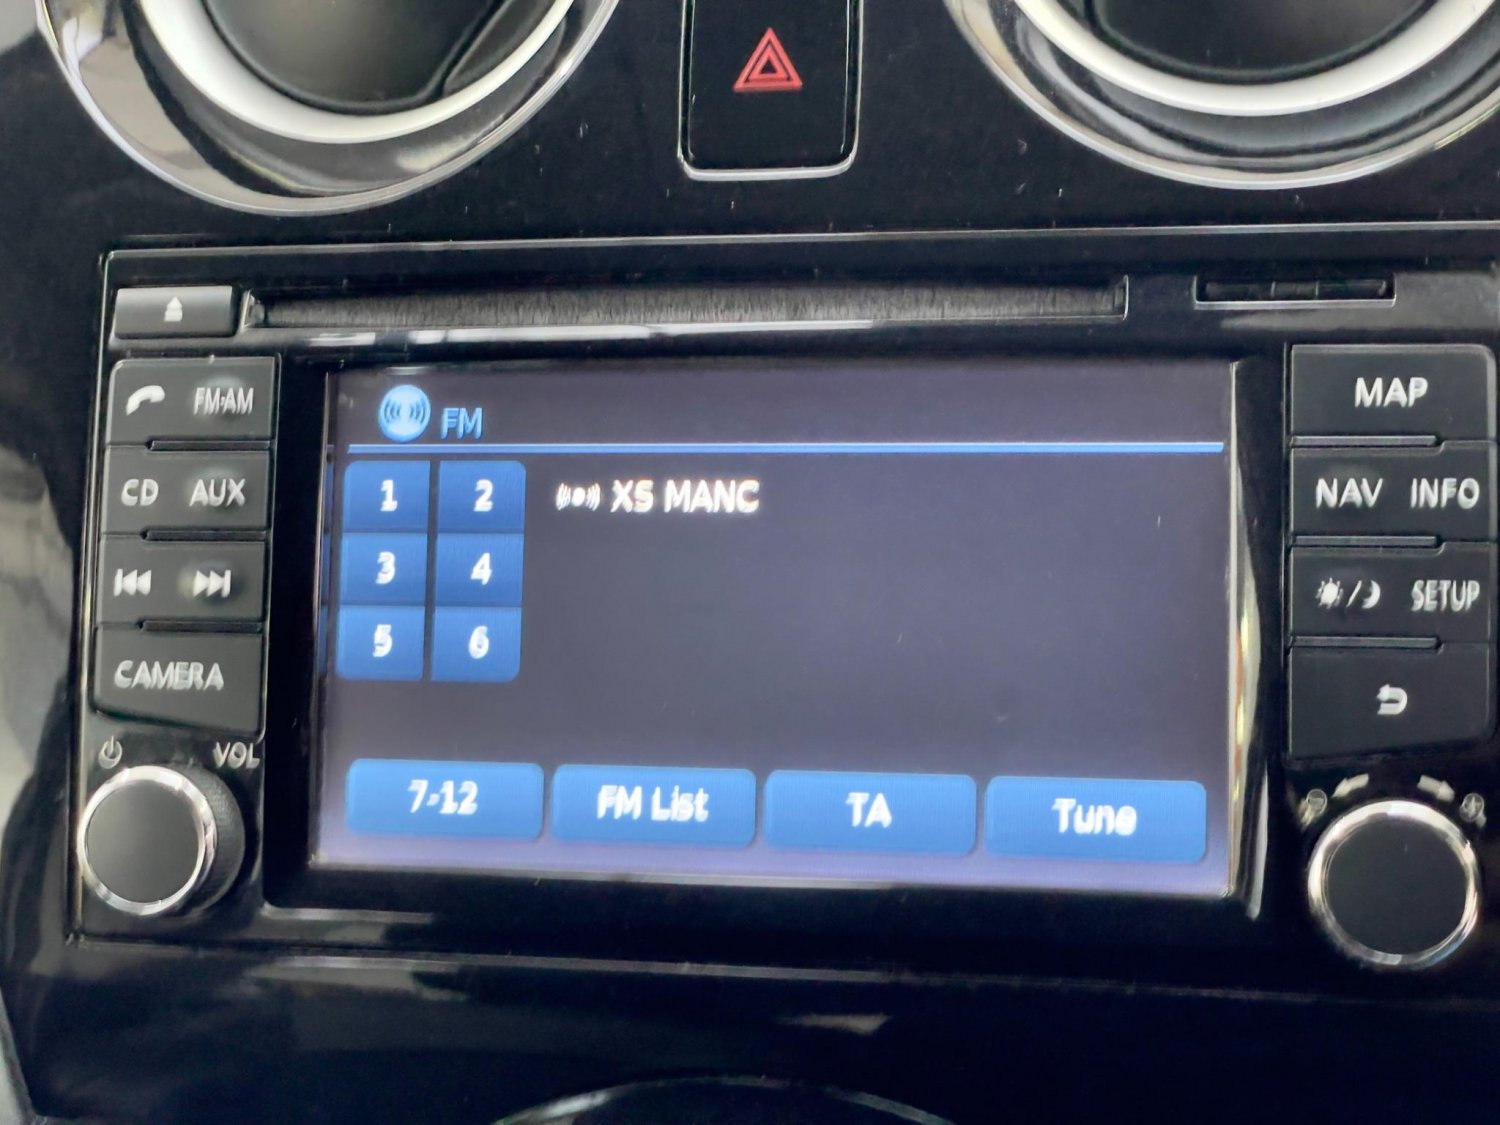 FM·AM
CD AUX
CAMERA
VOL
FM
1 2
3 4
5 6
XS MANC
7-12 FM List TA Tune
MAP
NAV INFO
SETUP